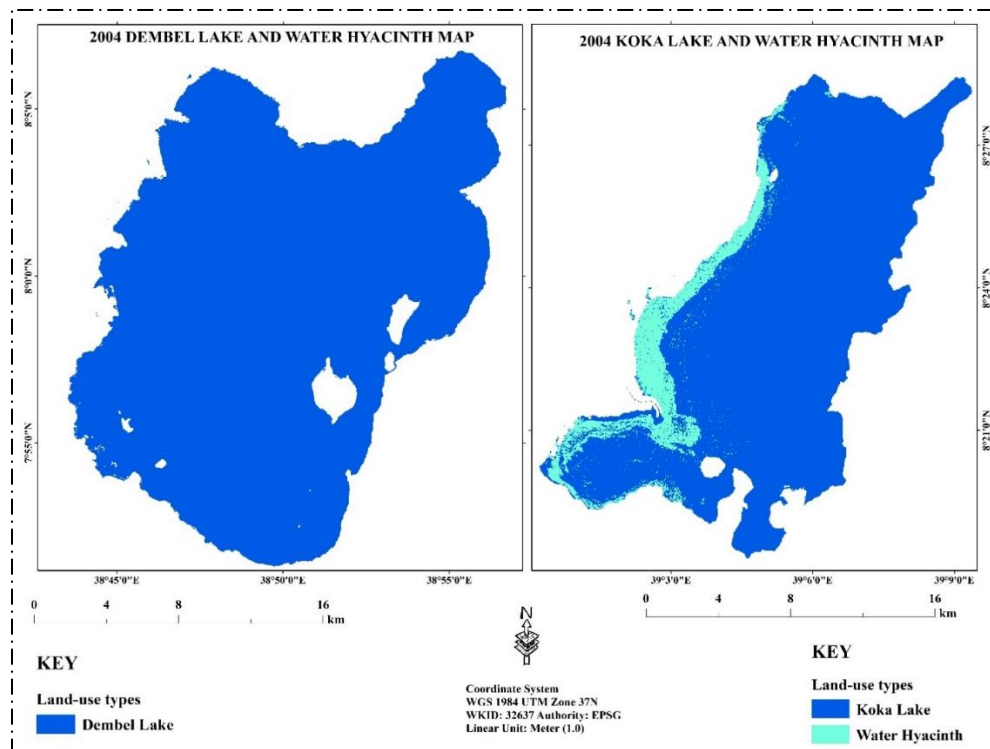 2004 DEMBEL LAKE AND WATER HYACINTH MAP
8°5'0"N
8°0'0"N
7°55'0"N
38°45'0"E 38°50'0"E 38°55'0"E
0 4 8 16
km
KEY
Land-use types
Dembel Lake
2004 KOKA LAKE AND WATER HYACINTH MAP
8°27'0"N
8°24'0"N
8°21'0"N
39°3'0"E 39°6'0"E 39°9'0"E
0 4 8 16
km
N
Coordinate System
WGS 1984 UTM Zone 37N
WKID: 32637 Authority: EPSG
Linear Unit: Meter (1.0)
KEY
Land-use types
Koka Lake
Water Hyacinth